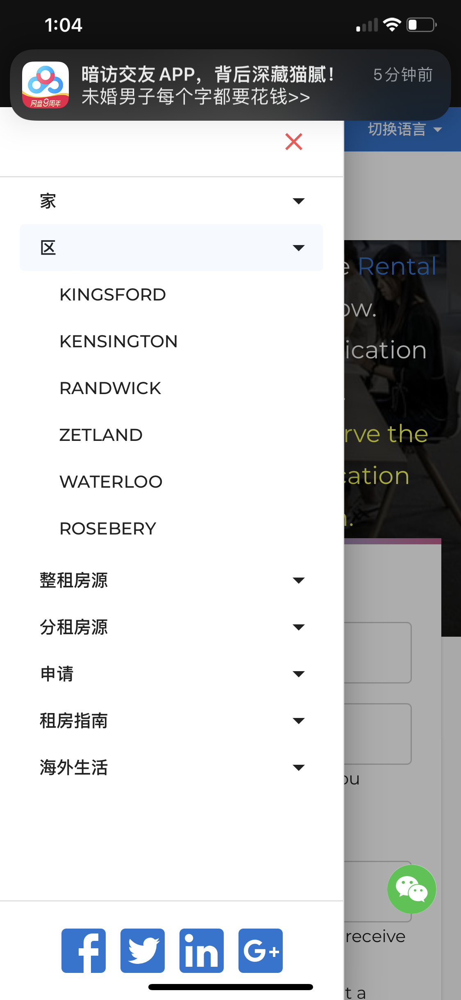 1:04
暗访交友APP，背后深藏猫腻！
5分钟前
未婚男子每个字都要花钱>>
网盘9周年
切换语言
家
区
Rental
KINGSFORD
ow.
KENSINGTON
ication
RANDWICK
ZETLAND
rve the
WATERLOO
cation
ROSEBERY
整租房源
分租房源
申请
租房指南
海外生活
ou
receive
f
in
G+
t a